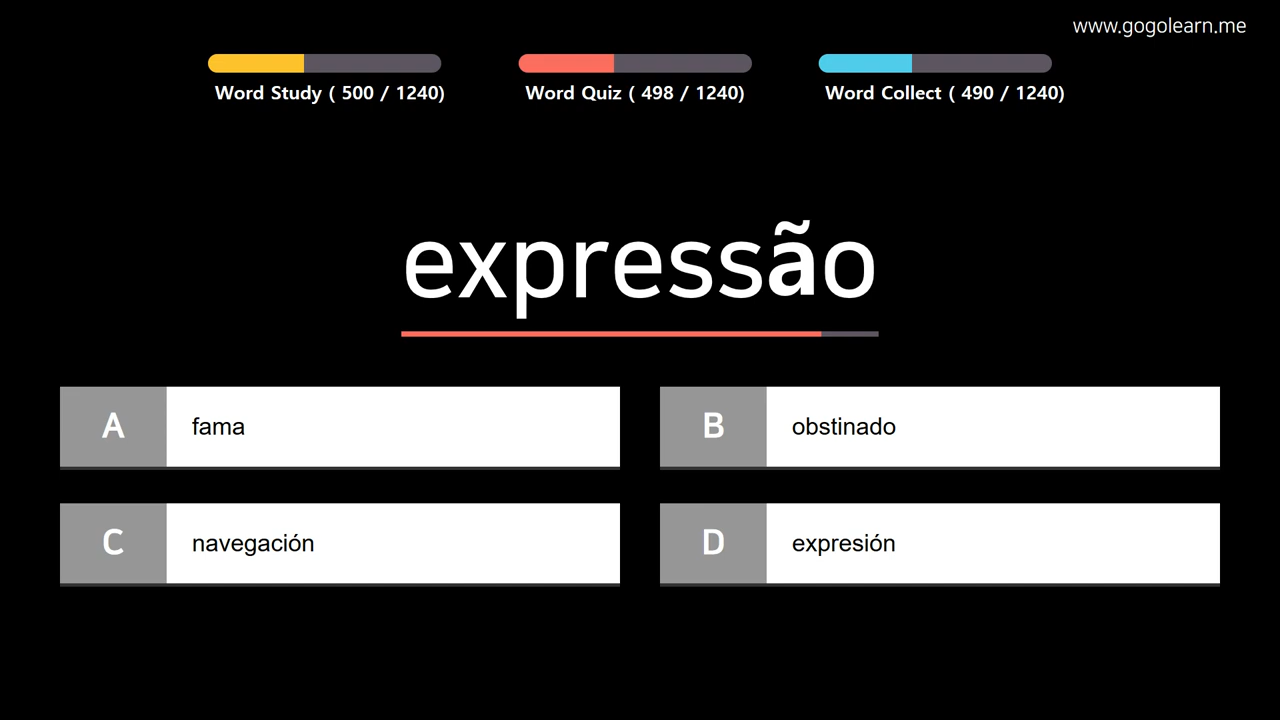 www.gogolearn.me
Word Study ( 500 / 1240)
Word Quiz ( 498 / 1240)
Word Collect ( 490 / 1240)
expressão
A fama
B obstinado
C navegación
D expresión